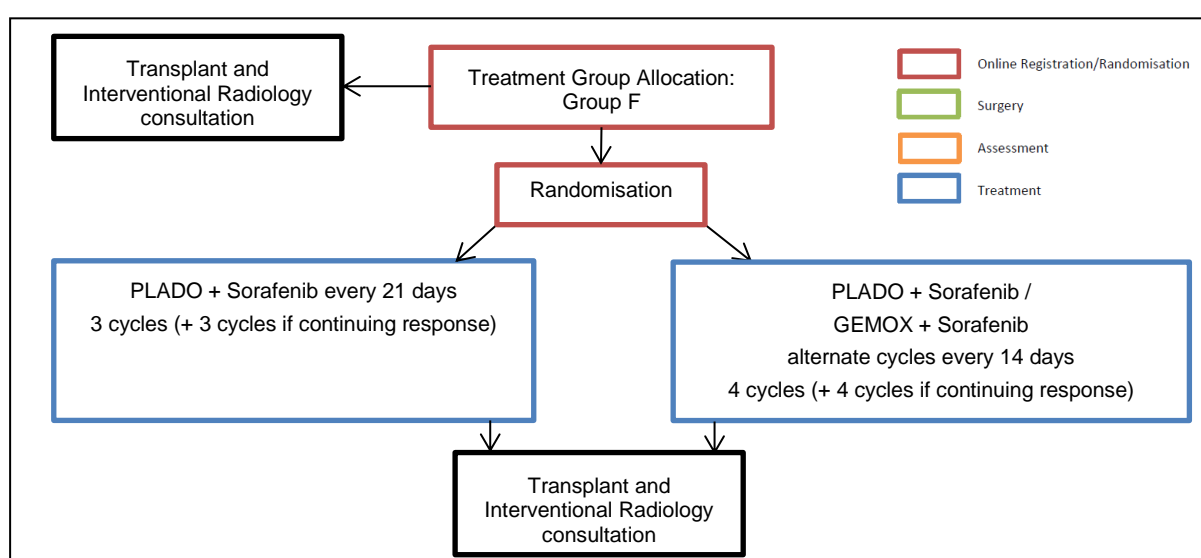 Transplant and
Interventional Radiology
consultation
Treatment Group Allocation:
Group F
Online Registration/Randomisation
Surgery
Assessment
Treatment
Randomisation
PLADO + Sorafenib every 21 days
3 cycles (+ 3 cycles if continuing response)
PLADO + Sorafenib /
GEMOX + Sorafenib
alternate cycles every 14 days
4 cycles (+ 4 cycles if continuing response)
Transplant and
Interventional Radiology
consultation